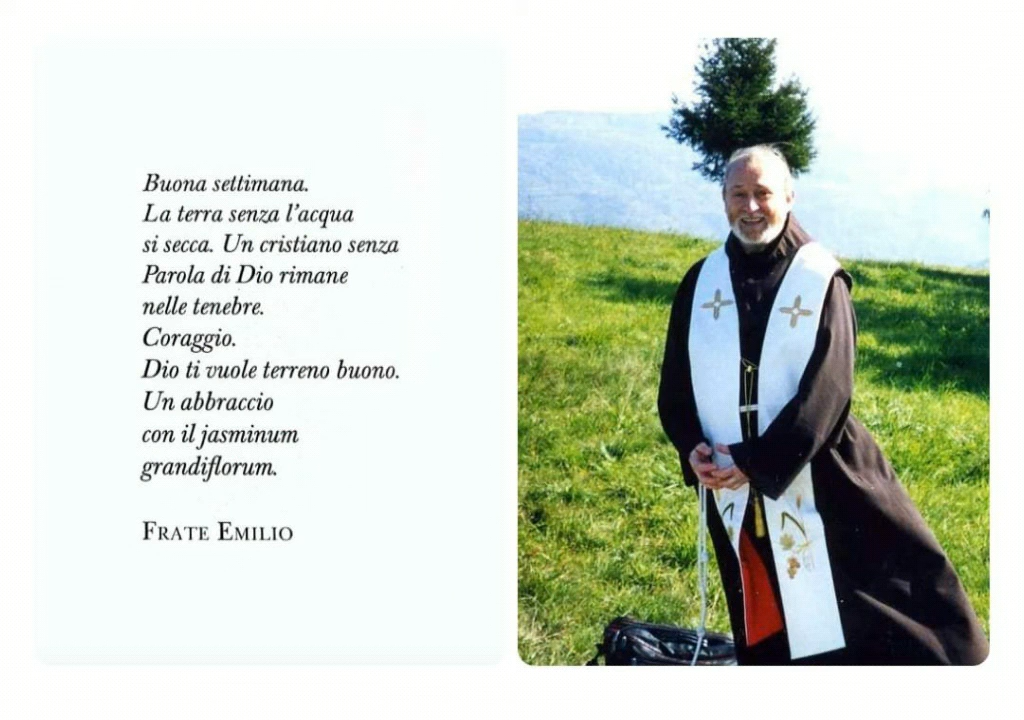 Buona settimana.
La terra senza l'acqua
si secca. Un cristiano senza
Parola di Dio rimane
nelle tenebre.
Coraggio.
Dio ti vuole terreno buono.
Un abbraccio
con il jasminum
grandiflorum.
FRATE EMILIO